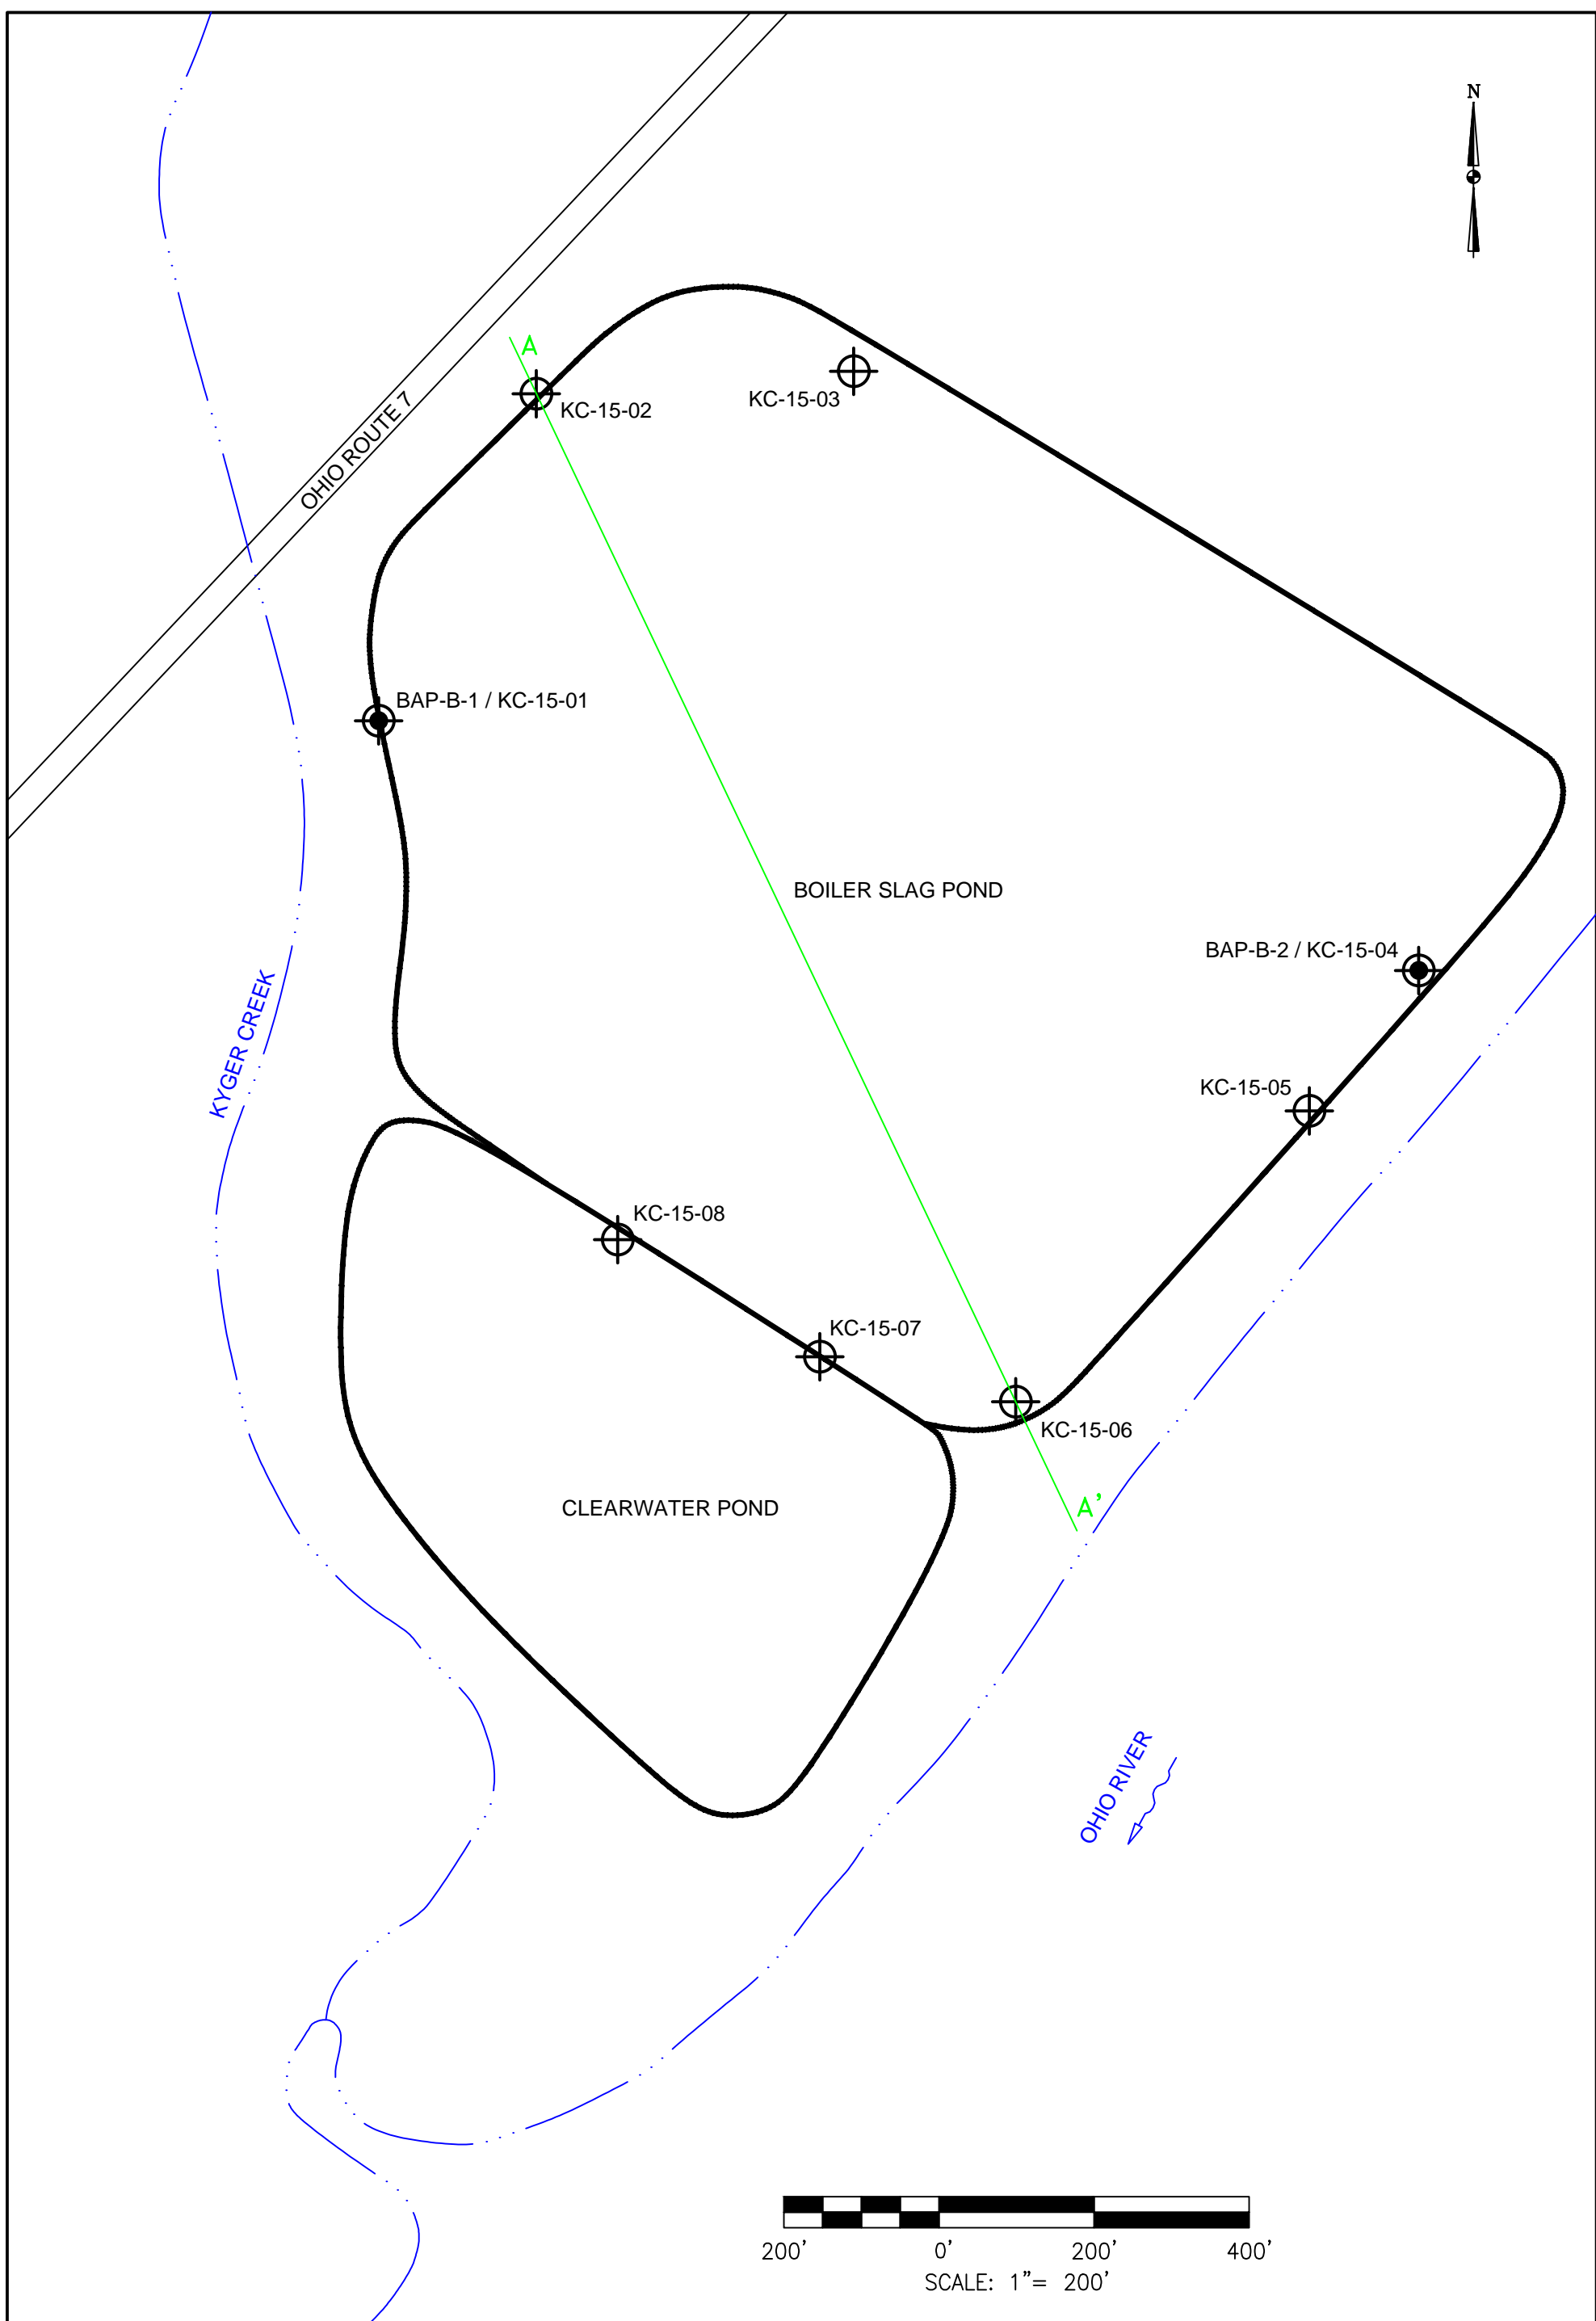 N
A
KC-15-02
KC-15-03
OHIO ROUTE 7
BAP-B-1 / KC-15-01
BOILER SLAG POND
BAP-B-2 / KC-15-04
KYGER CREEK
KC-15-05
KC-15-08
KC-15-07
KC-15-06
A'
CLEARWATER POND
OHIO RIVER
200' 0' 200' 400'
SCALE: 1"= 200'